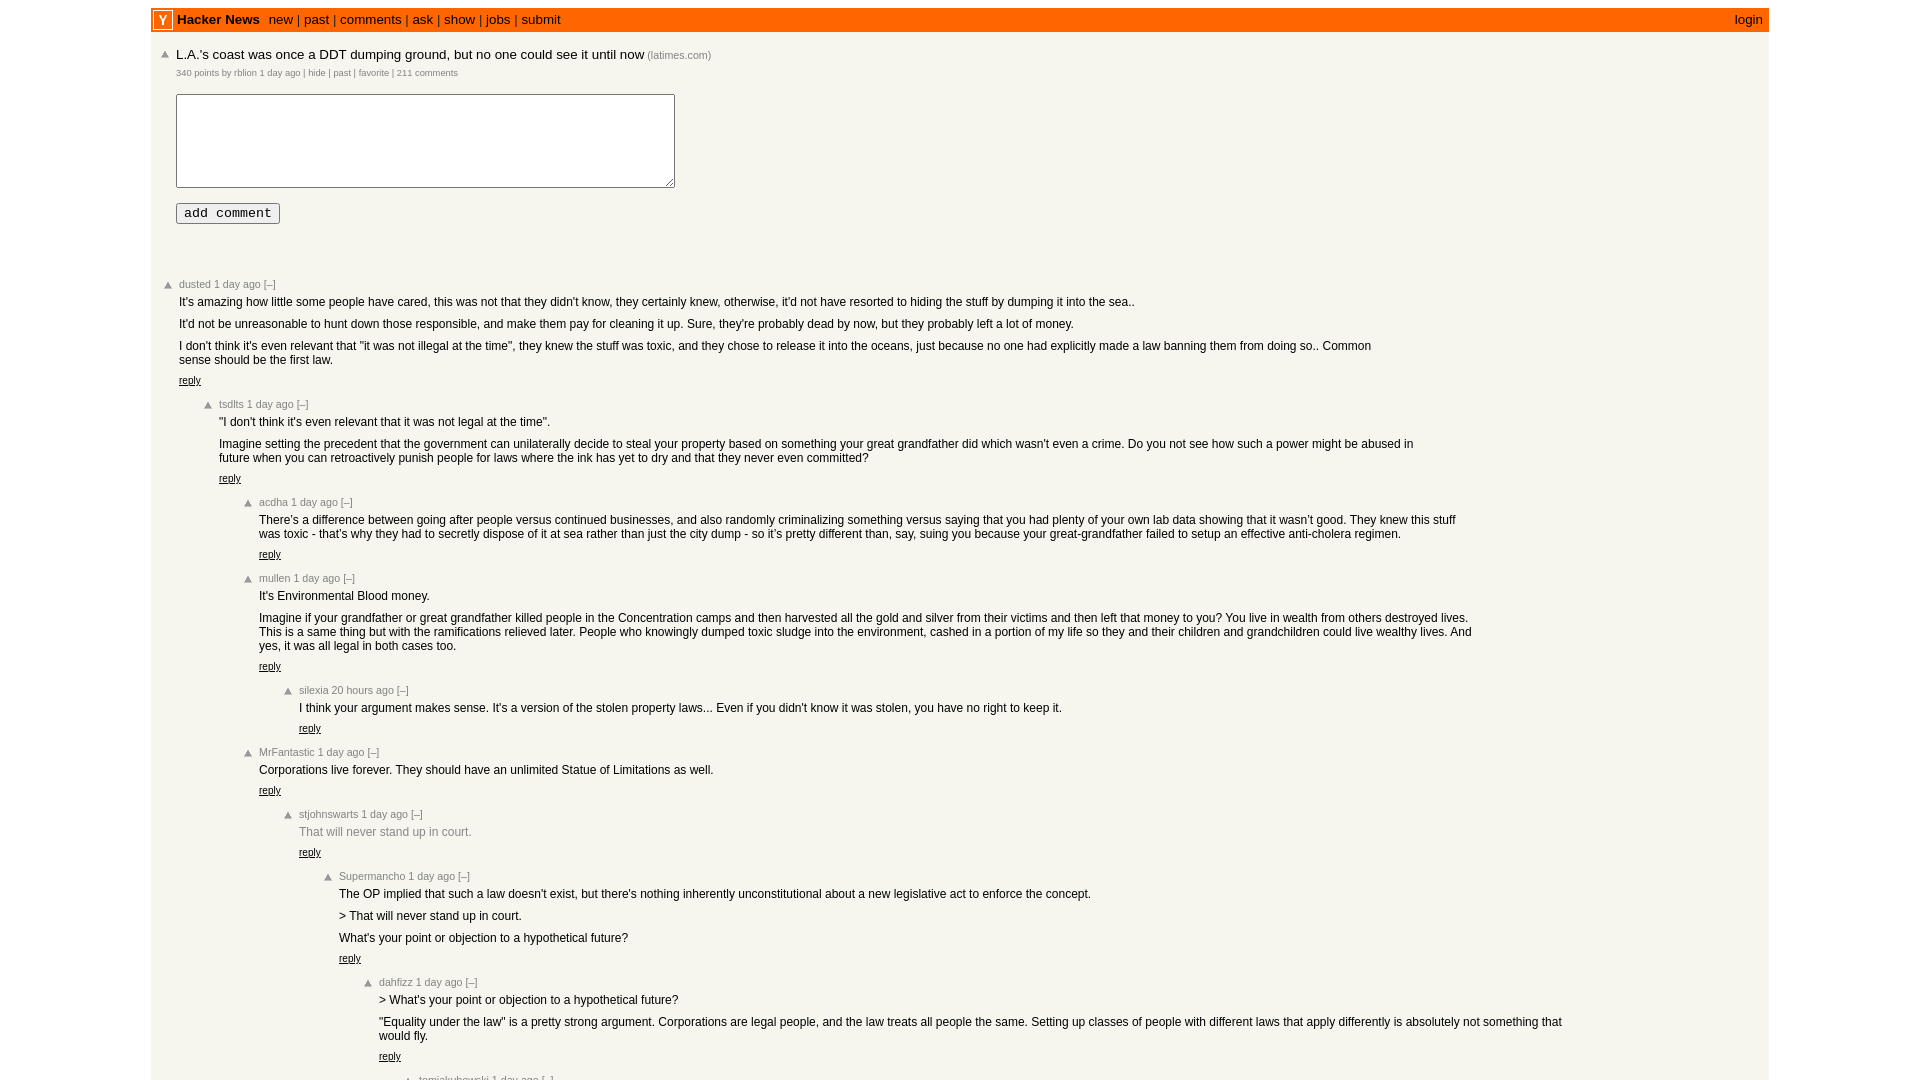 Y Hacker News new | past | comments | ask | show | jobs | submit login
L.A.'s coast was once a DDT dumping ground, but no one could see it until now (latimes.com)
340 points by rblion 1 day ago | hide | past | favorite | 211 comments
add comment
dusted 1 day ago [–]
It's amazing how little some people have cared, this was not that they didn't know, they certainly knew, otherwise, it'd not have resorted to hiding the stuff by dumping it into the sea..
It'd not be unreasonable to hunt down those responsible, and make them pay for cleaning it up. Sure, they're probably dead by now, but they probably left a lot of money.
I don't think it's even relevant that "it was not illegal at the time", they knew the stuff was toxic, and they chose to release it into the oceans, just because no one had explicitly made a law banning them from doing so.. Common
sense should be the first law.
reply
tsdlts 1 day ago [–]
"I don't think it's even relevant that it was not legal at the time".
Imagine setting the precedent that the government can unilaterally decide to steal your property based on something your great grandfather did which wasn't even a crime. Do you not see how such a power might be abused in
future when you can retroactively punish people for laws where the ink has yet to dry and that they never even committed?
reply
acdha 1 day ago [–]
There’s a difference between going after people versus continued businesses, and also randomly criminalizing something versus saying that you had plenty of your own lab data showing that it wasn’t good. They knew this stuff
was toxic - that’s why they had to secretly dispose of it at sea rather than just the city dump - so it’s pretty different than, say, suing you because your great-grandfather failed to setup an effective anti-cholera regimen.
reply
mullen 1 day ago [–]
It's Environmental Blood money.
Imagine if your grandfather or great grandfather killed people in the Concentration camps and then harvested all the gold and silver from their victims and then left that money to you? You live in wealth from others destroyed lives.
This is a same thing but with the ramifications relieved later. People who knowingly dumped toxic sludge into the environment, cashed in a portion of my life so they and their children and grandchildren could live wealthy lives. And
yes, it was all legal in both cases too.
reply
silexia 20 hours ago [–]
I think your argument makes sense. It's a version of the stolen property laws... Even if you didn't know it was stolen, you have no right to keep it.
reply
MrFantastic 1 day ago [–]
Corporations live forever. They should have an unlimited Statue of Limitations as well.
reply
stjohnswarts 1 day ago [–]
That will never stand up in court.
reply
Supermancho 1 day ago [–]
The OP implied that such a law doesn't exist, but there's nothing inherently unconstitutional about a new legislative act to enforce the concept.
> That will never stand up in court.
What's your point or objection to a hypothetical future?
reply
dahfizz 1 day ago [–]
> What's your point or objection to a hypothetical future?
"Equality under the law" is a pretty strong argument. Corporations are legal people, and the law treats all people the same. Setting up classes of people with different laws that apply differently is absolutely not something that
would fly.
reply
1 day ago [–]